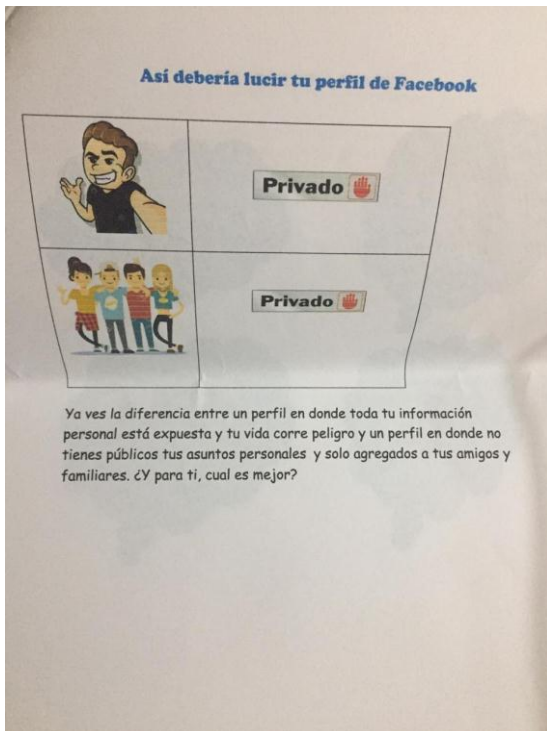 Así debería lucir tu perfil de Facebook
Privado
Privado
Ya ves la diferencia entre un perfil en donde toda tu información
personal está expuesta y tu vida corre peligro y un perfil en donde no
tienes públicos tus asuntos personales y solo agregados a tus amigos y
familiares. ¿Y para ti, cual es mejor?